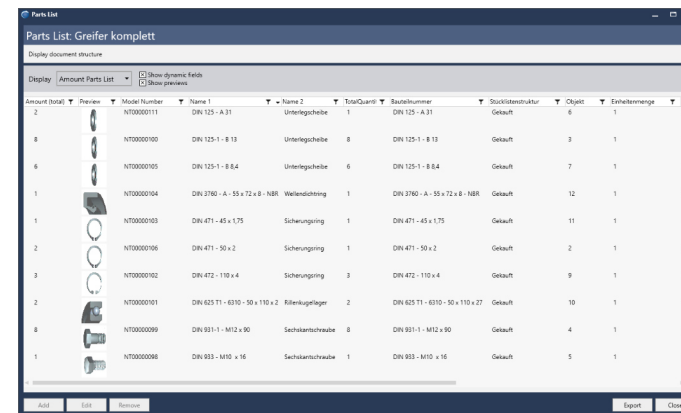 Parts List
Parts List: Greifer komplett
Display document structure
Display Amount Parts List Show dynamic fields
Show previews
Amount (total) Preview Model Number Name 1 Name 2 TotalQuanti Bauteilnummer Stücklistenstruktur Objekt Einheitenmenge
2 NT00000111 DIN 125 - A 31 Unterlegscheibe 1 DIN 125 - A 31 Gekauft 6 1
8 NT00000100 DIN 125-1 - B 13 Unterlegscheibe 8 DIN 125-1 - B 13 Gekauft 3 1
6 NT00000105 DIN 125-1 - B 8,4 Unterlegscheibe 6 DIN 125-1 - B 8,4 Gekauft 7 1
1 NT00000104 DIN 3760 - A - 55 x 72 x 8 - NBR Wellendichtring 1 DIN 3760 - A - 55 x 72 x 8 - NBR Gekauft 12 1
1 NT00000103 DIN 471 - 45 x 1,75 Sicherungsring 1 DIN 471 - 45 x 1,75 Gekauft 11 1
2 NT00000106 DIN 471 - 50 x 2 Sicherungsring 1 DIN 471 - 50 x 2 Gekauft 2 1
3 NT00000102 DIN 472 - 110 x 4 Sicherungsring 3 DIN 472 - 110 x 4 Gekauft 9 1
2 NT00000101 DIN 625 T1 - 6310 - 50 x 110 x 2 Rillenkugellager 2 DIN 625 T1 - 6310 - 50 x 110 x 27 Gekauft 10 1
8 NT00000099 DIN 931-1 - M12 x 90 Sechskantschraube 8 DIN 931-1 - M12 x 90 Gekauft 4 1
1 NT00000098 DIN 933 - M10 x 16 Sechskantschraube 1 DIN 933 - M10 x 16 Gekauft 5 1
Add Edit Remove Export Close